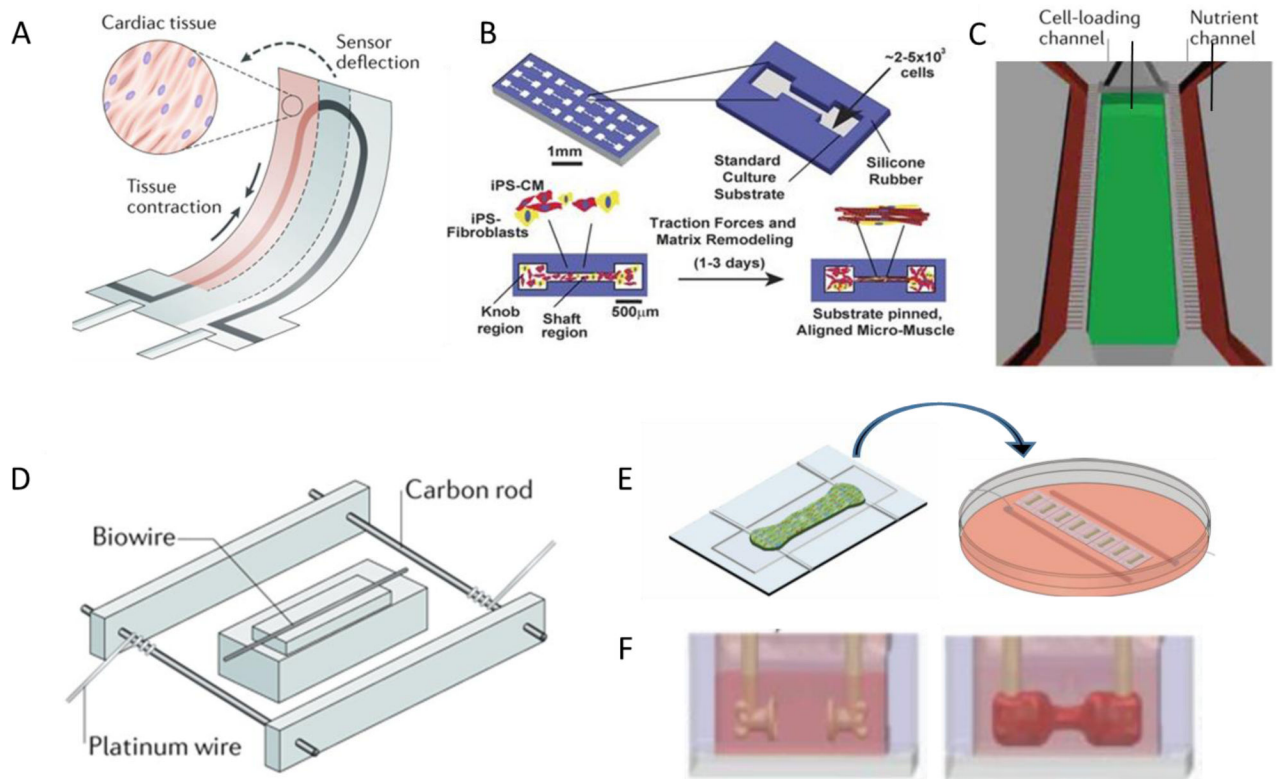 A
Cardiac tissue
Sensor
deflection
Tissue
contraction
B
~2-5x10³
cells
1mm
Standard
Culture
Substrate
Silicone
Rubber
iPS-CM
iPS-
Fibroblasts
Traction Forces and
Matrix Remodeling
(1-3 days)
Knob
region
Shaft
region
500µm
Substrate pinned,
Aligned Micro-Muscle
C
Cell-loading
channel
Nutrient
channel
D
Carbon rod
Biowire
Platinum wire
E
F